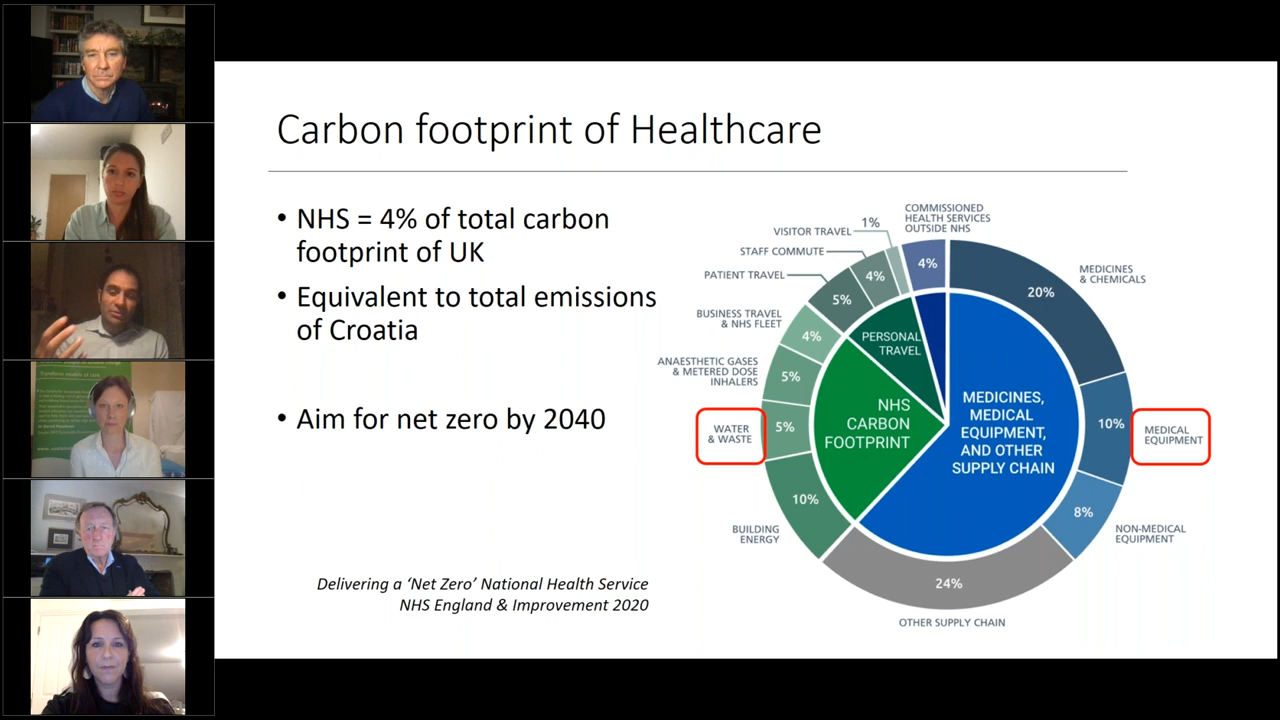 Carbon footprint of Healthcare
• NHS = 4% of total carbon
footprint of UK
• Equivalent to total emissions
of Croatia
• Aim for net zero by 2040
Delivering a ‘Net Zero’ National Health Service
NHS England & Improvement 2020
COMMISSIONED
HEALTH SERVICES
OUTSIDE NHS
4%
MEDICINES
& CHEMICALS
20%
MEDICAL
EQUIPMENT
10%
NON-MEDICAL
EQUIPMENT
8%
OTHER SUPPLY CHAIN
24%
BUILDING
ENERGY
10%
WATER
& WASTE
5%
ANAESTHETIC GASES
& METERED DOSE
INHALERS
5%
BUSINESS TRAVEL
& NHS FLEET
4%
PATIENT TRAVEL
5%
STAFF COMMUTE
4%
VISITOR TRAVEL
1%
PERSONAL
TRAVEL
NHS
CARBON
FOOTPRINT
MEDICINES,
MEDICAL
EQUIPMENT,
AND OTHER
SUPPLY CHAIN